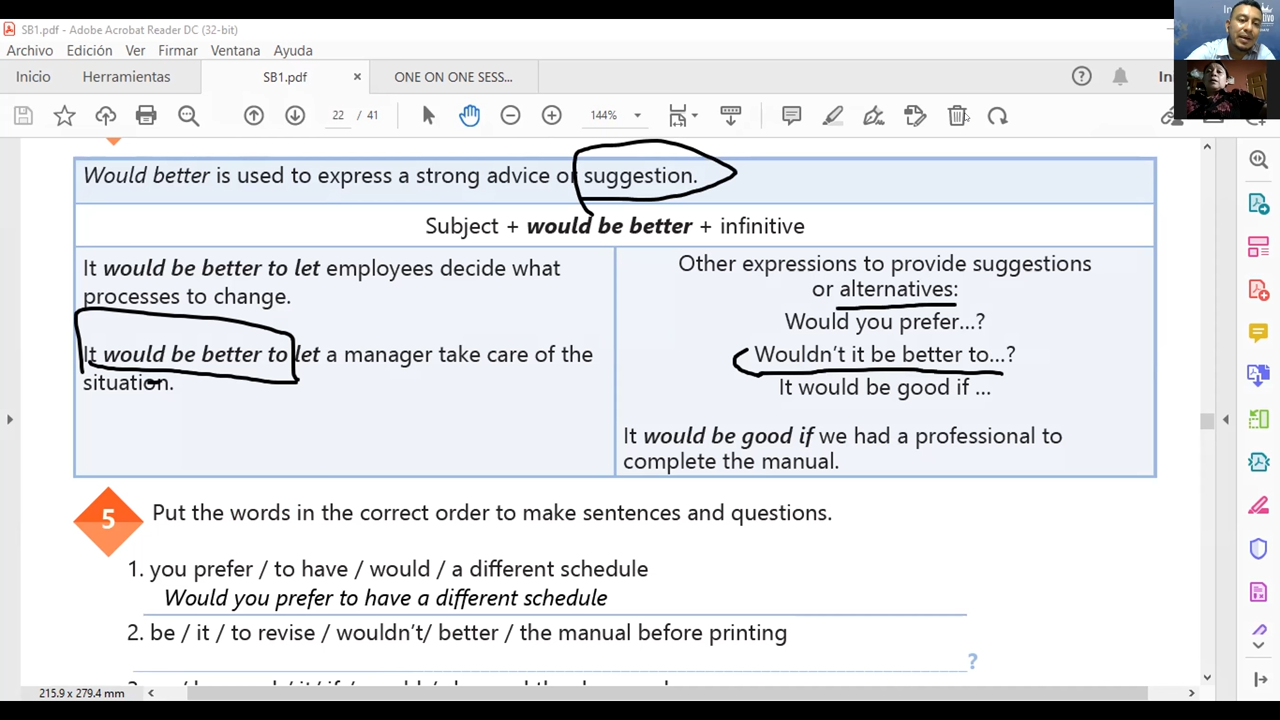 SB1.pdf - Adobe Acrobat Reader DC (32-bit)
Archivo Edición Ver Firmar Ventana Ayuda
Inicio Herramientas SB1.pdf × ONE ON ONE SESS...
22 / 41 144%
Would better is used to express a strong advice or suggestion.
Subject + would be better + infinitive
It would be better to let employees decide what
processes to change.
It would be better to let a manager take care of the
situation.
Other expressions to provide suggestions
or alternatives:
Would you prefer...?
Wouldn't it be better to...?
It would be good if ...
It would be good if we had a professional to
complete the manual.
5 Put the words in the correct order to make sentences and questions.
1. you prefer / to have / would / a different schedule
Would you prefer to have a different schedule
2. be / it / to revise / wouldn't/ better / the manual before printing
?
215.9 x 279.4 mm